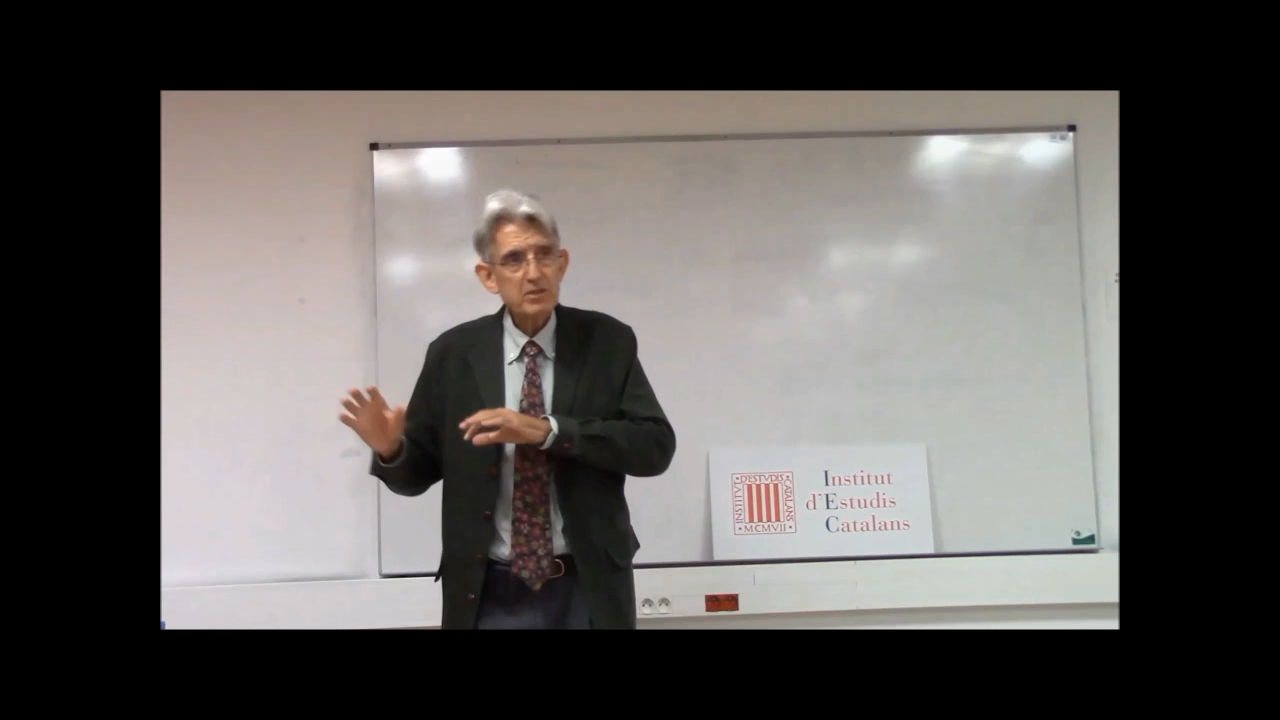 INSTITVT
D'ESTVDIS
CATALANS
MCMVII
Institut
d'Estudis
Catalans